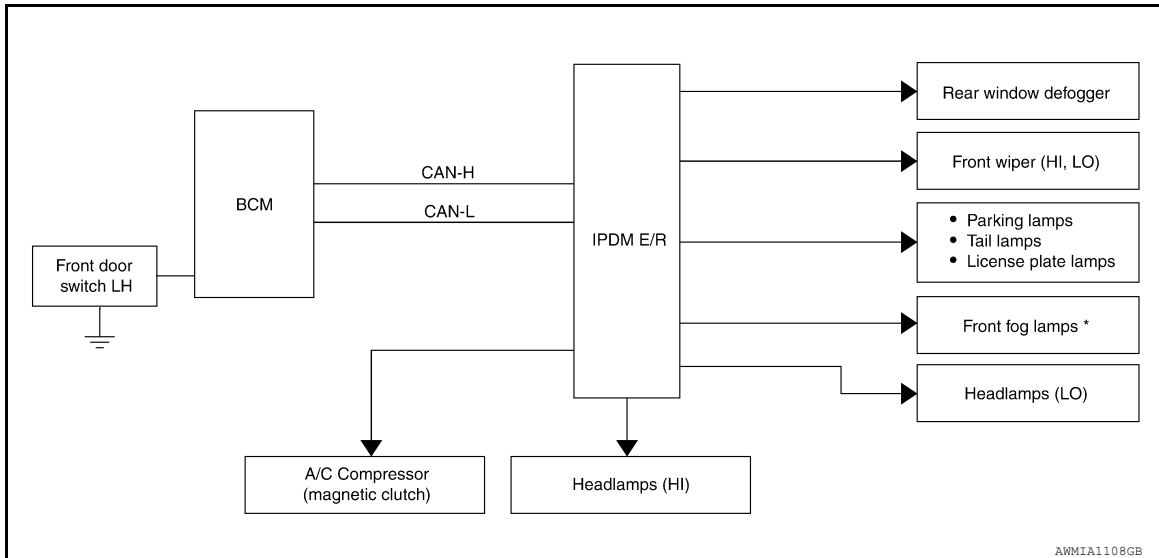 Rear window defogger
CAN-H
Front wiper (HI, LO)
BCM
CAN-L
IPDM E/R
• Parking lamps
• Tail lamps
• License plate lamps
Front door
switch LH
Front fog lamps *
Headlamps (LO)
A/C Compressor
(magnetic clutch)
Headlamps (HI)
AWMIA1108GB